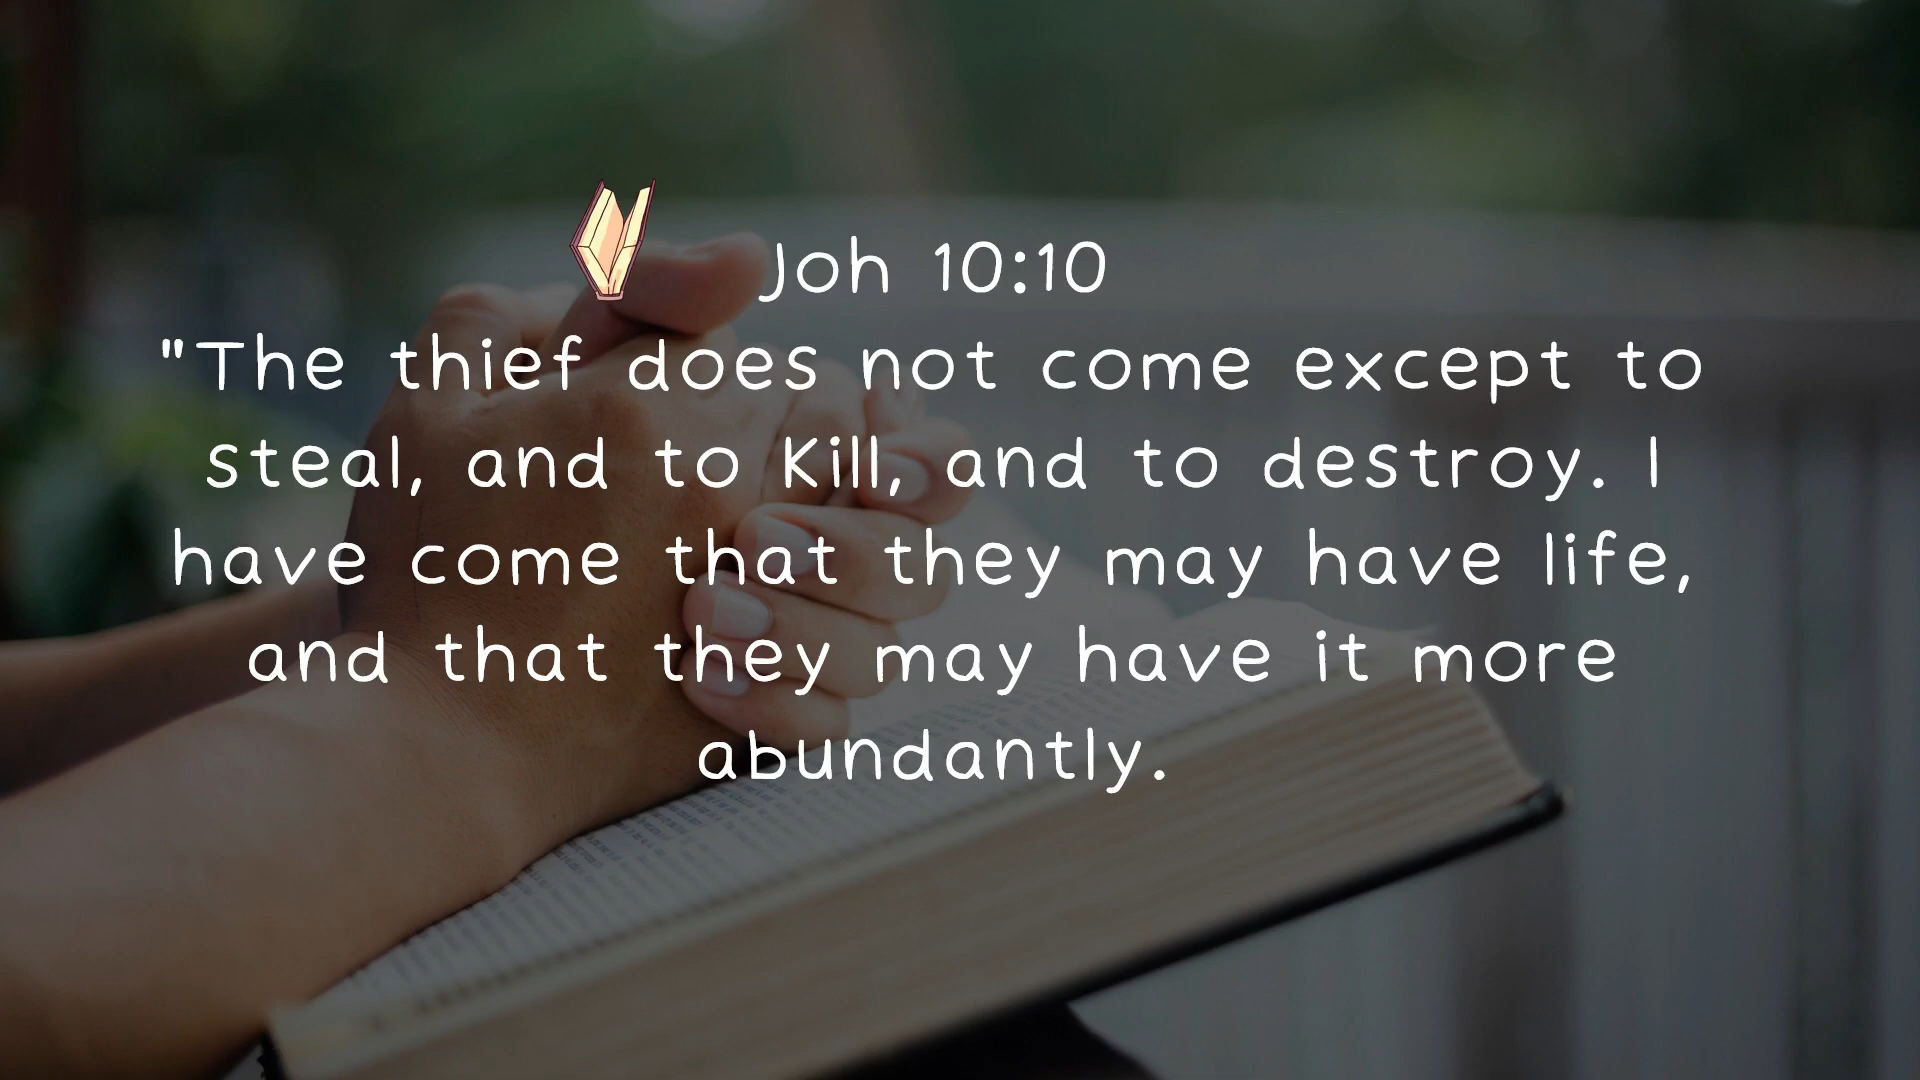 Joh 10:10
"The thief does not come except to
steal, and to Kill, and to destroy. I
have come that they may have life,
and that they may have it more
abundantly.